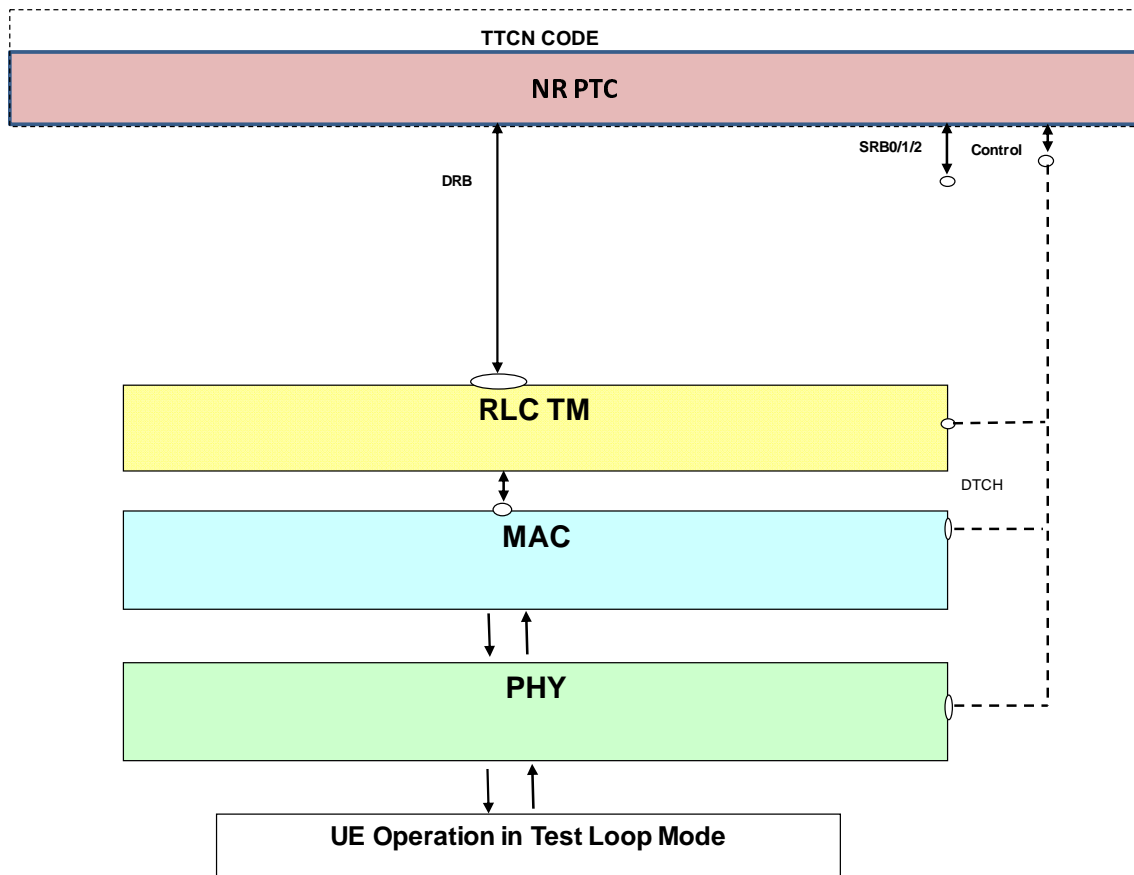 TTCN CODE
NR PTC
SRB0/1/2
Control
DRB
RLC TM
DTCH
MAC
PHY
UE Operation in Test Loop Mode